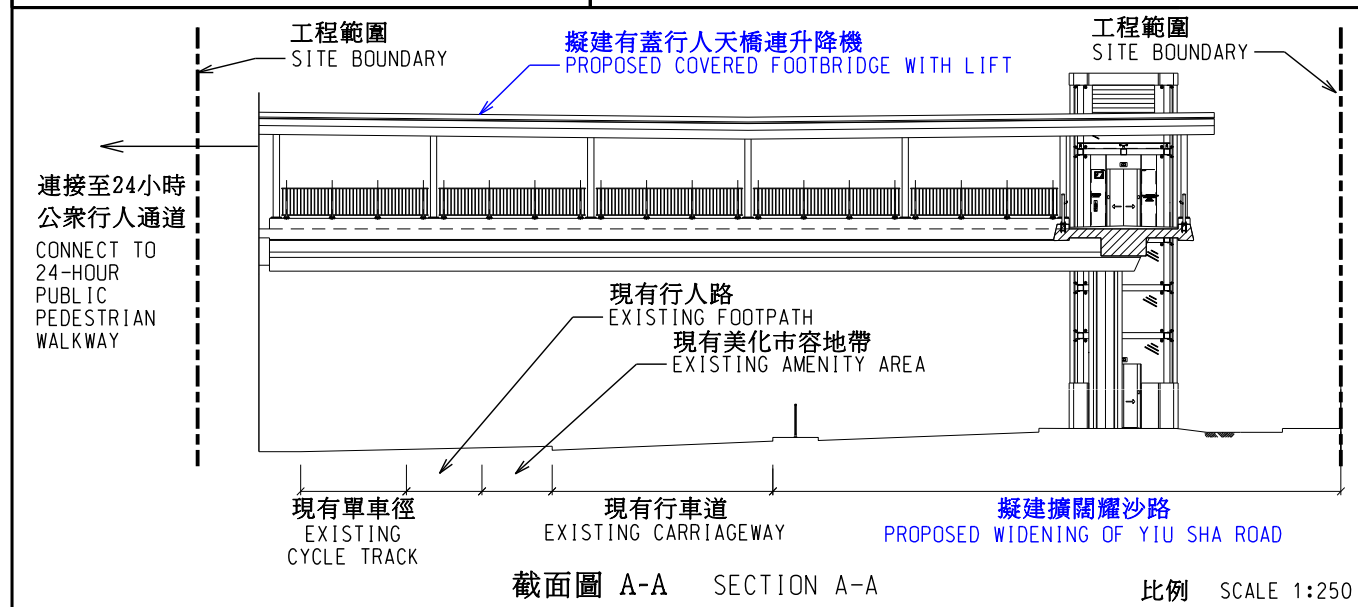 工程範圍
SITE BOUNDARY
擬建有蓋行人天橋連升降機
PROPOSED COVERED FOOTBRIDGE WITH LIFT
工程範圍
SITE BOUNDARY
連接至24小時
公衆行人通道
CONNECT TO
24-HOUR
PUBLIC
PEDESTRIAN
WALKWAY
現有行人路
EXISTING FOOTPATH
現有美化市容地帶
EXISTING AMENITY AREA
現有單車徑
EXISTING
CYCLE TRACK
現有行車道
EXISTING CARRIAGEWAY
擬建擴闊耀沙路
PROPOSED WIDENING OF YIU SHA ROAD
截面圖 A-A SECTION A-A
比例 SCALE 1:250